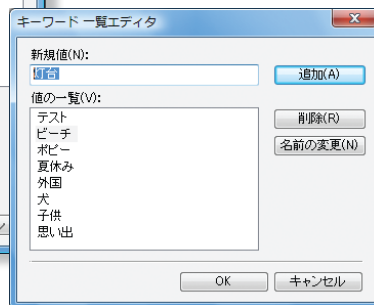 キーワード 一覧エディタ
新規値(N):
灯台
追加(A)
値の一覧(V):
テスト
ビーチ
ポピー
夏休み
外国
犬
子供
思い出
削除(R)
名前の変更(N)
OK
キャンセル